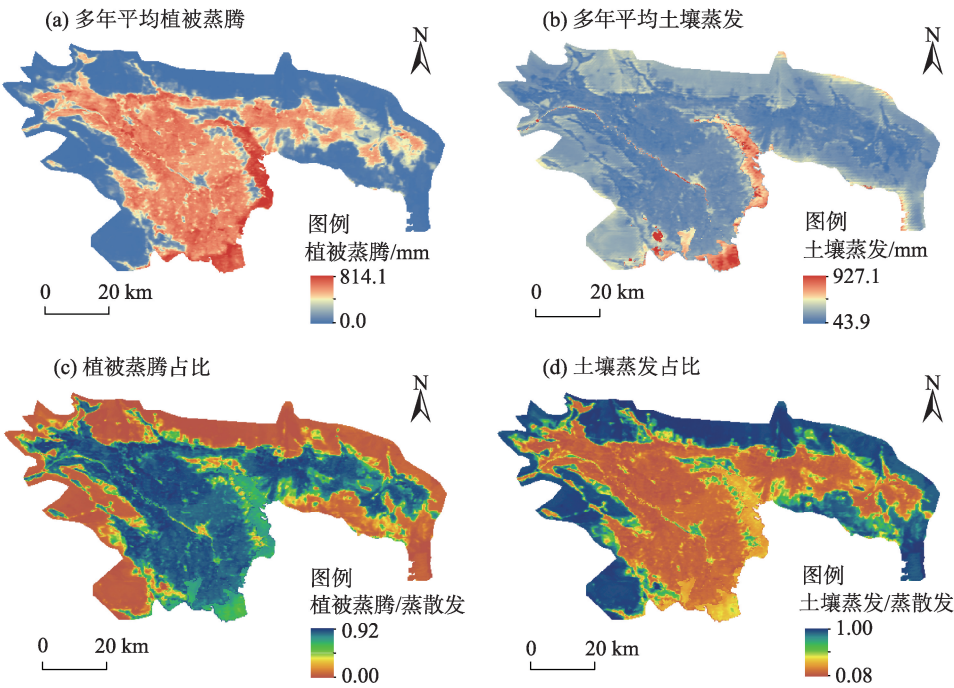 (a) 多年平均植被蒸腾
N
图例
植被蒸腾/mm
814.1
0.0
0 20 km
(b) 多年平均土壤蒸发
N
图例
土壤蒸发/mm
927.1
43.9
0 20 km
(c) 植被蒸腾占比
N
图例
植被蒸腾/蒸散发
0.92
0.00
0 20 km
(d) 土壤蒸发占比
N
图例
土壤蒸发/蒸散发
1.00
0.08
0 20 km